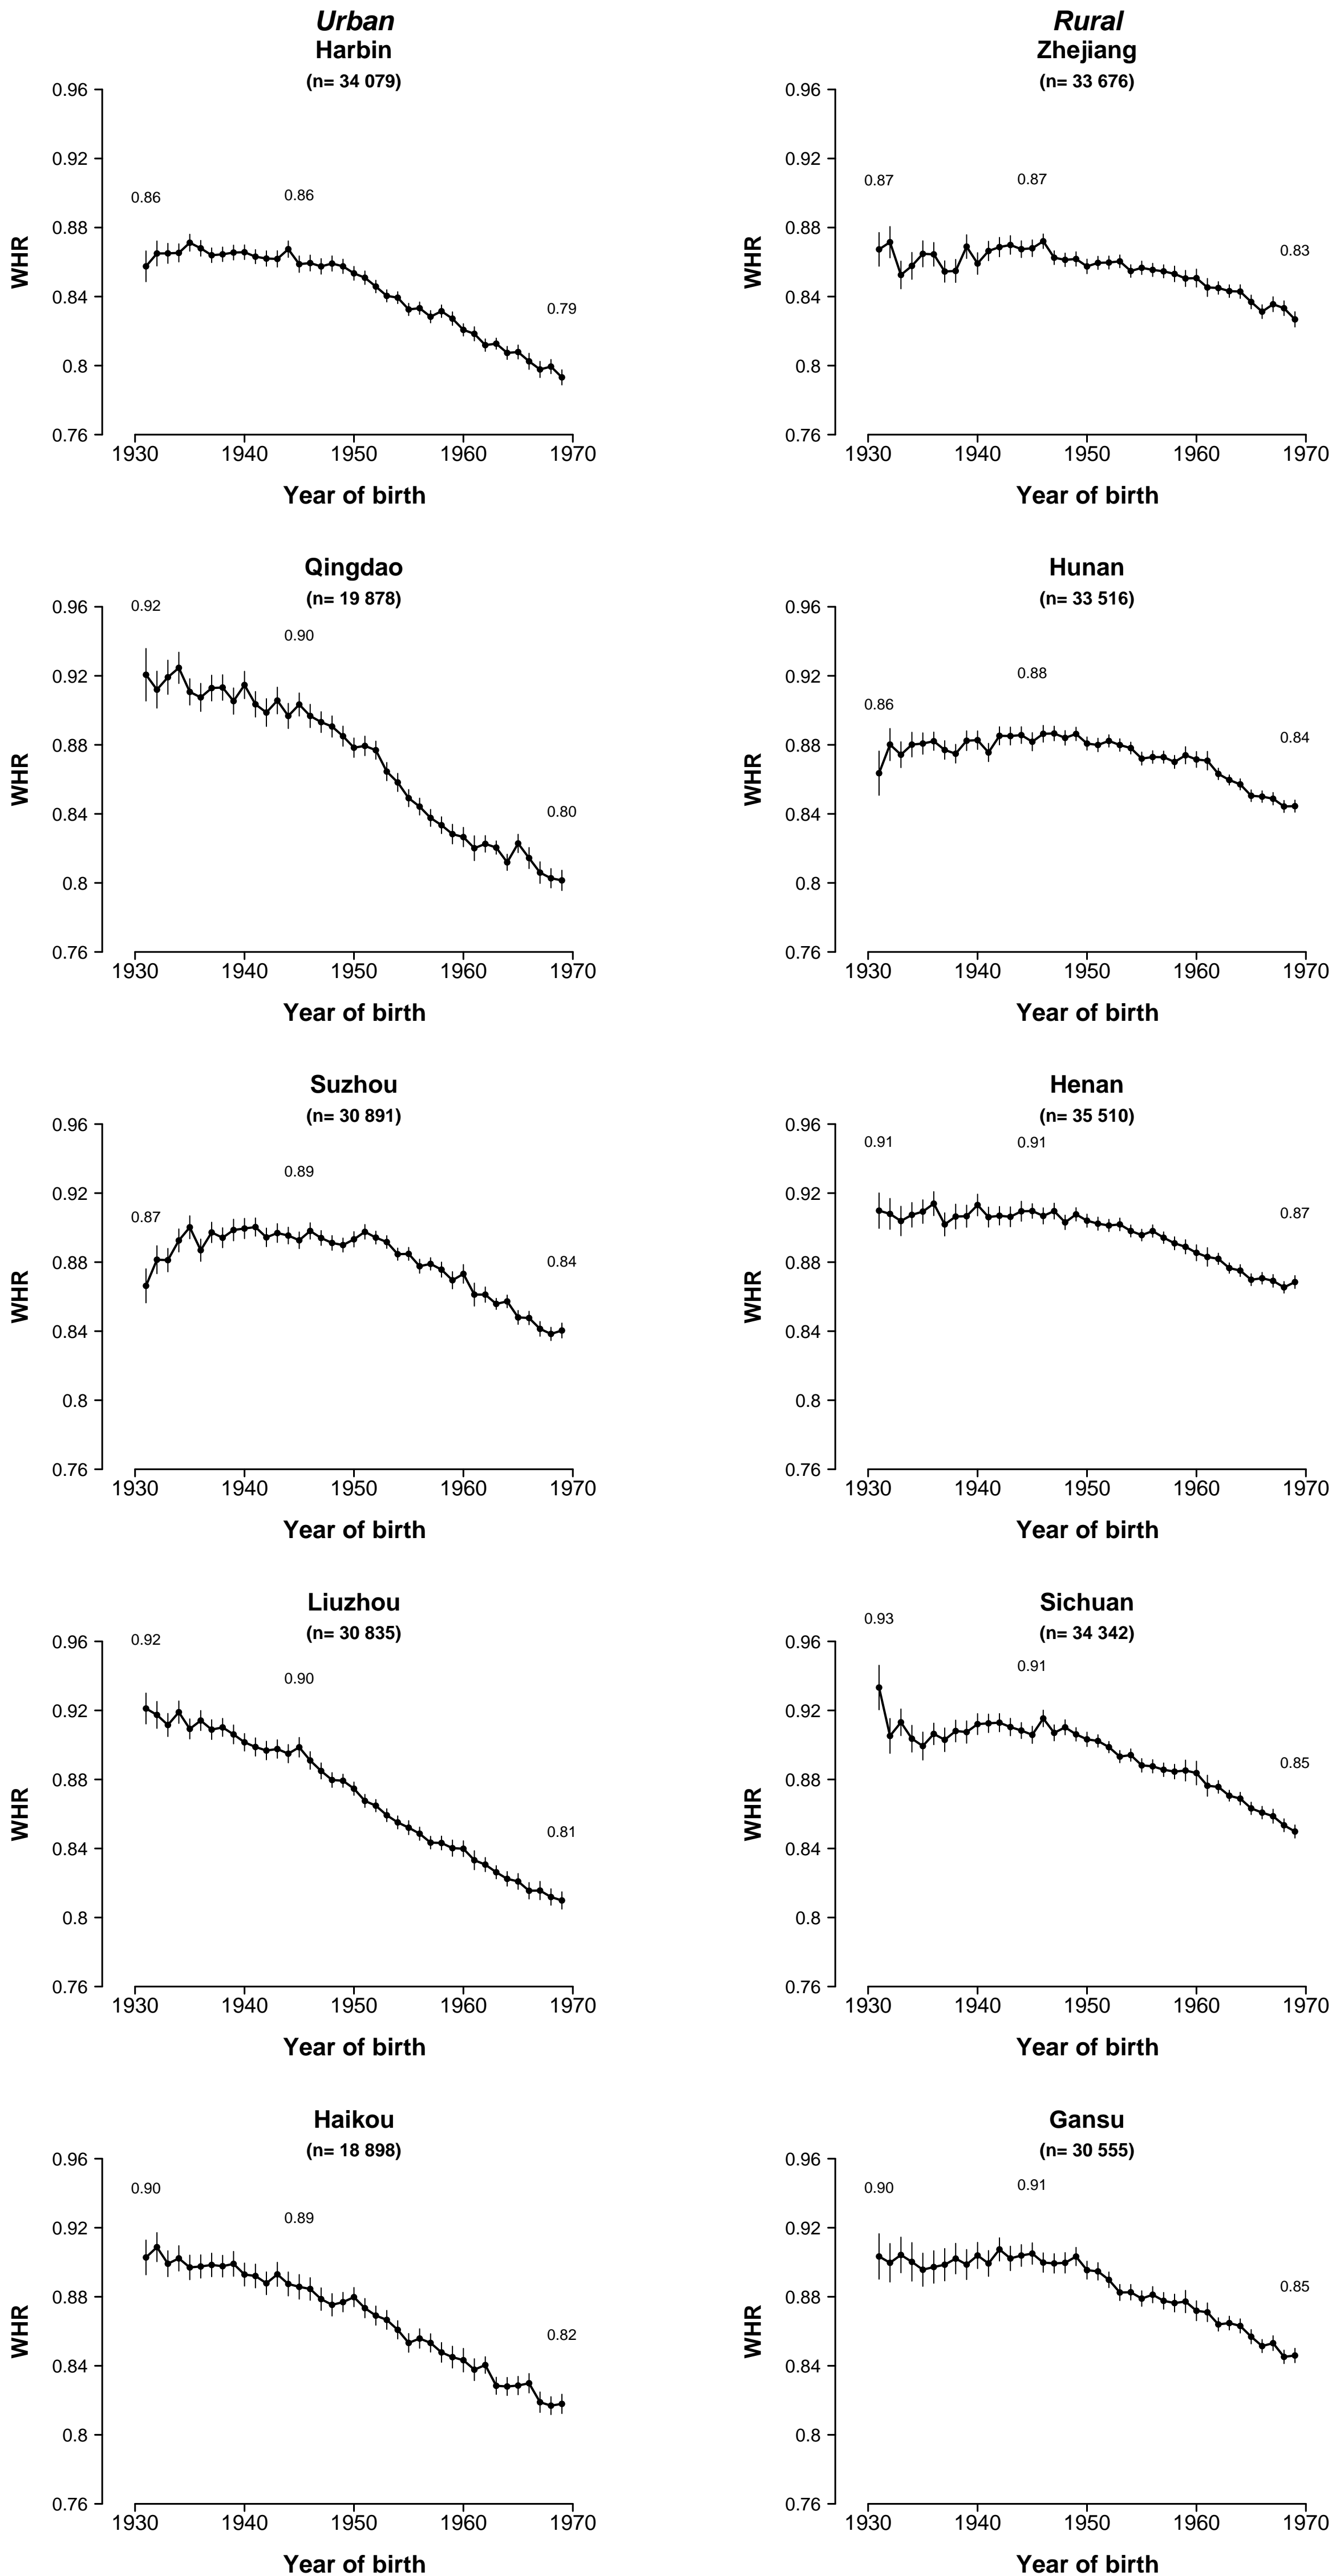 Urban
Harbin
(n= 34 079)
0.96
0.92
0.88
0.84
0.8
0.76
WHR
0.86
0.86
0.79
1930 1940 1950 1960 1970
Year of birth
Rural
Zhejiang
(n= 33 676)
0.96
0.92
0.88
0.84
0.8
0.76
WHR
0.87
0.87
0.83
1930 1940 1950 1960 1970
Year of birth
Qingdao
(n= 19 878)
0.96
0.92
0.88
0.84
0.8
0.76
WHR
0.92
0.90
0.80
1930 1940 1950 1960 1970
Year of birth
Hunan
(n= 33 516)
0.96
0.92
0.88
0.84
0.8
0.76
WHR
0.86
0.88
0.84
1930 1940 1950 1960 1970
Year of birth
Suzhou
(n= 30 891)
0.96
0.92
0.88
0.84
0.8
0.76
WHR
0.87
0.89
0.84
1930 1940 1950 1960 1970
Year of birth
Henan
(n= 35 510)
0.96
0.92
0.88
0.84
0.8
0.76
WHR
0.91
0.91
0.87
1930 1940 1950 1960 1970
Year of birth
Liuzhou
(n= 30 835)
0.96
0.92
0.88
0.84
0.8
0.76
WHR
0.92
0.90
0.81
1930 1940 1950 1960 1970
Year of birth
Sichuan
(n= 34 342)
0.96
0.92
0.88
0.84
0.8
0.76
WHR
0.93
0.91
0.85
1930 1940 1950 1960 1970
Year of birth
Haikou
(n= 18 898)
0.96
0.92
0.88
0.84
0.8
0.76
WHR
0.90
0.89
0.82
1930 1940 1950 1960 1970
Year of birth
Gansu
(n= 30 555)
0.96
0.92
0.88
0.84
0.8
0.76
WHR
0.90
0.91
0.85
1930 1940 1950 1960 1970
Year of birth